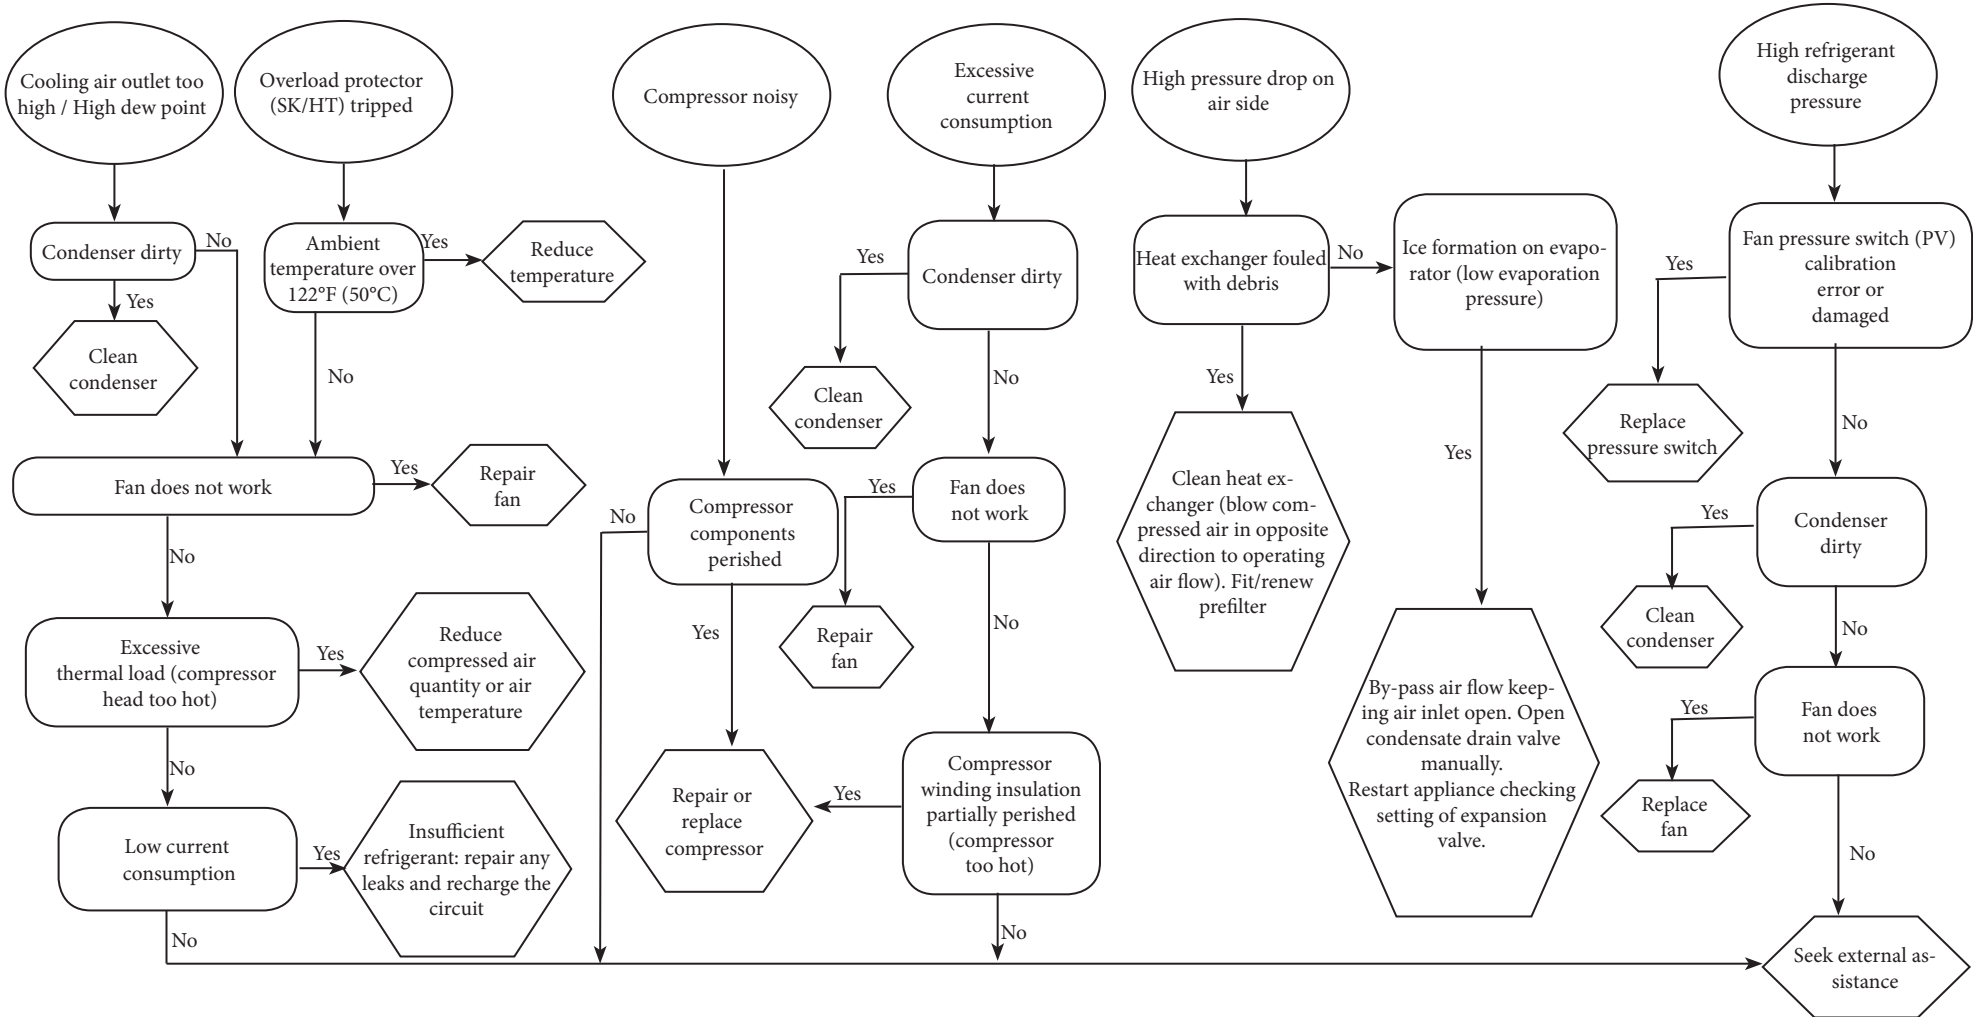 Cooling air outlet too
high / High dew point
Overload protector
(SK/HT) tripped
Compressor noisy
Excessive
current
consumption
High pressure drop on
air side
High refrigerant
discharge
pressure
Condenser dirty
No
Yes
Clean
condenser
Ambient
temperature over
122°F (50°C)
Yes
Reduce
temperature
No
Fan does not work
Yes
Repair
fan
No
Excessive
thermal load (compressor
head too hot)
Yes
Reduce
compressed air
quantity or air
temperature
No
Low current
consumption
Yes
Insufficient
refrigerant: repair any
leaks and recharge the
circuit
No
Compressor
components
perished
No
Yes
Repair or
replace
compressor
Condenser dirty
Yes
Clean
condenser
No
Fan does
not work
Yes
Repair
fan
No
Compressor
winding insulation
partially perished
(compressor
too hot)
Yes
No
Heat exchanger fouled
with debris
No
Yes
Clean heat ex-
changer (blow com-
pressed air in opposite
direction to operating
air flow). Fit/renew
prefilter
Ice formation on evapo-
rator (low evaporation
pressure)
Yes
By-pass air flow keep-
ing air inlet open. Open
condensate drain valve
manually.
Restart appliance checking
setting of expansion
valve.
Fan pressure switch (PV)
calibration
error or
damaged
Yes
Replace
pressure switch
No
Condenser
dirty
Yes
Clean
condenser
No
Fan does
not work
Yes
Replace
fan
No
Seek external as-
sistance